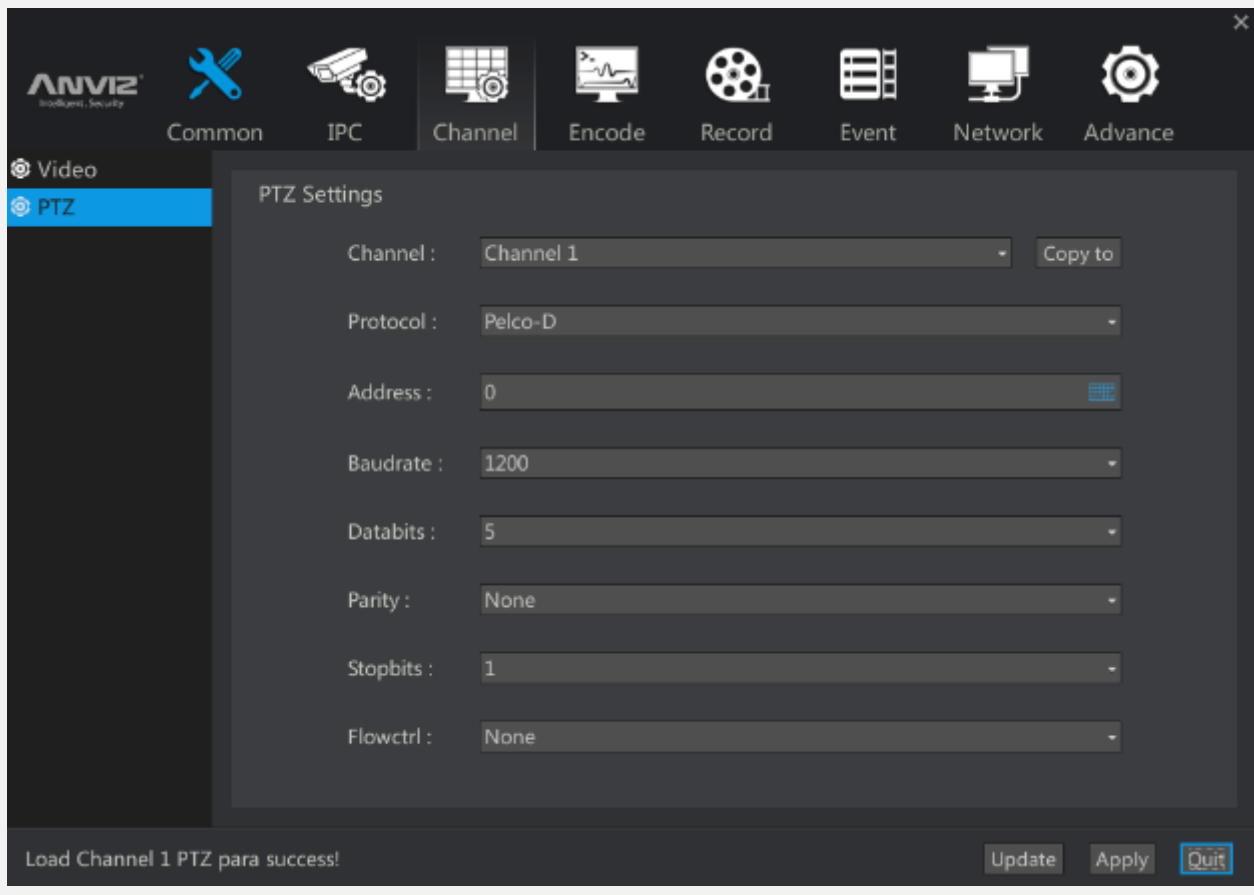 ANVIZ
Intelligent. Security
Common
IPC
Channel
Encode
Record
Event
Network
Advance
Video
PTZ
PTZ Settings
Channel : Channel 1 Copy to
Protocol : Pelco-D
Address : 0
Baudrate : 1200
Databits : 5
Parity : None
Stopbits : 1
Flowctrl : None
Load Channel 1 PTZ para success! Update Apply Quit